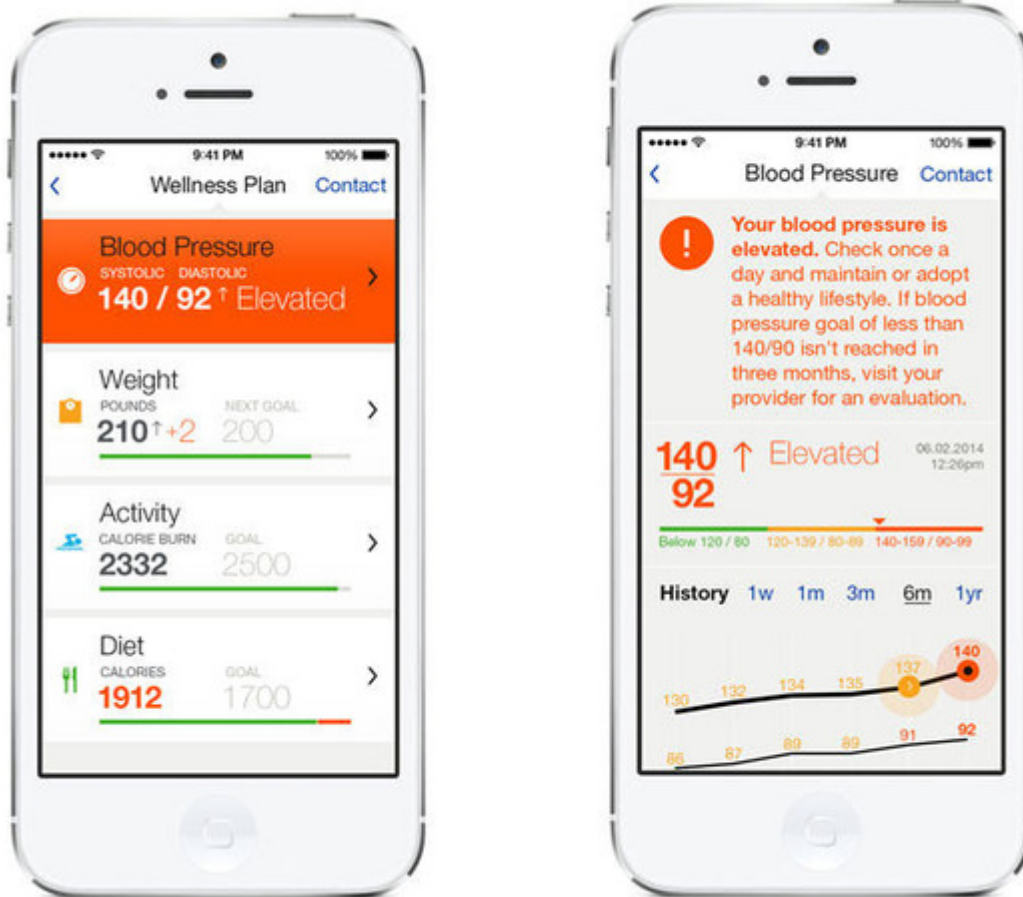 9:41 PM
100%
Wellness Plan
Contact
Blood Pressure
SYSTOLIC DIASTOLIC
140 / 92 ↑ Elevated
Weight
POUNDS
NEXT GOAL
210 ↑ +2
200
Activity
CALORIE BURN
GOAL
2332
2500
Diet
CALORIES
GOAL
1912
1700
9:41 PM
100%
Blood Pressure
Contact
!
Your blood pressure is
elevated. Check once a
day and maintain or adopt
a healthy lifestyle. If blood
pressure goal of less than
140/90 isn't reached in
three months, visit your
provider for an evaluation.
140
92
↑ Elevated
06.02.2014
12:26pm
Below 120 / 80
120-139 / 80-89
140-159 / 90-99
History 1w 1m 3m 6m 1yr
130 132 134 135 137 140
86 87 89 89 91 92